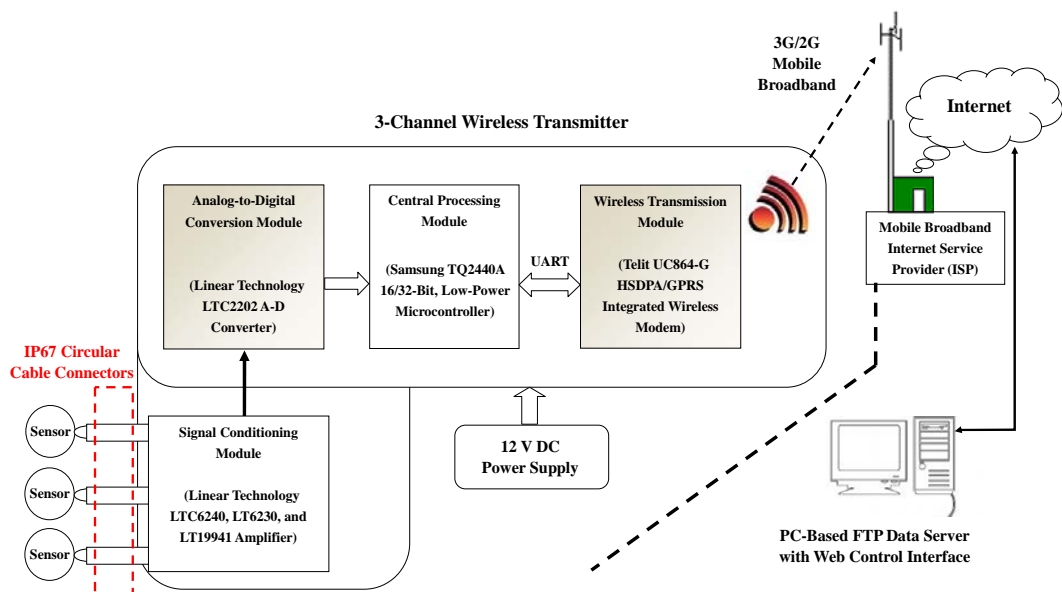 3G/2G
Mobile
Broadband
Internet
3-Channel Wireless Transmitter
Analog-to-Digital
Conversion Module
(Linear Technology
LTC2202 A-D
Converter)
Central Processing
Module
(Samsung TQ2440A
16/32-Bit, Low-Power
Microcontroller)
UART
Wireless Transmission
Module
(Telit UC864-G
HSDPA/GPRS
Integrated Wireless
Modem)
Mobile Broadband
Internet Service
Provider (ISP)
IP67 Circular
Cable Connectors
Sensor
Sensor
Sensor
Signal Conditioning
Module
(Linear Technology
LTC6240, LT6230, and
LT19941 Amplifier)
12 V DC
Power Supply
PC-Based FTP Data Server
with Web Control Interface